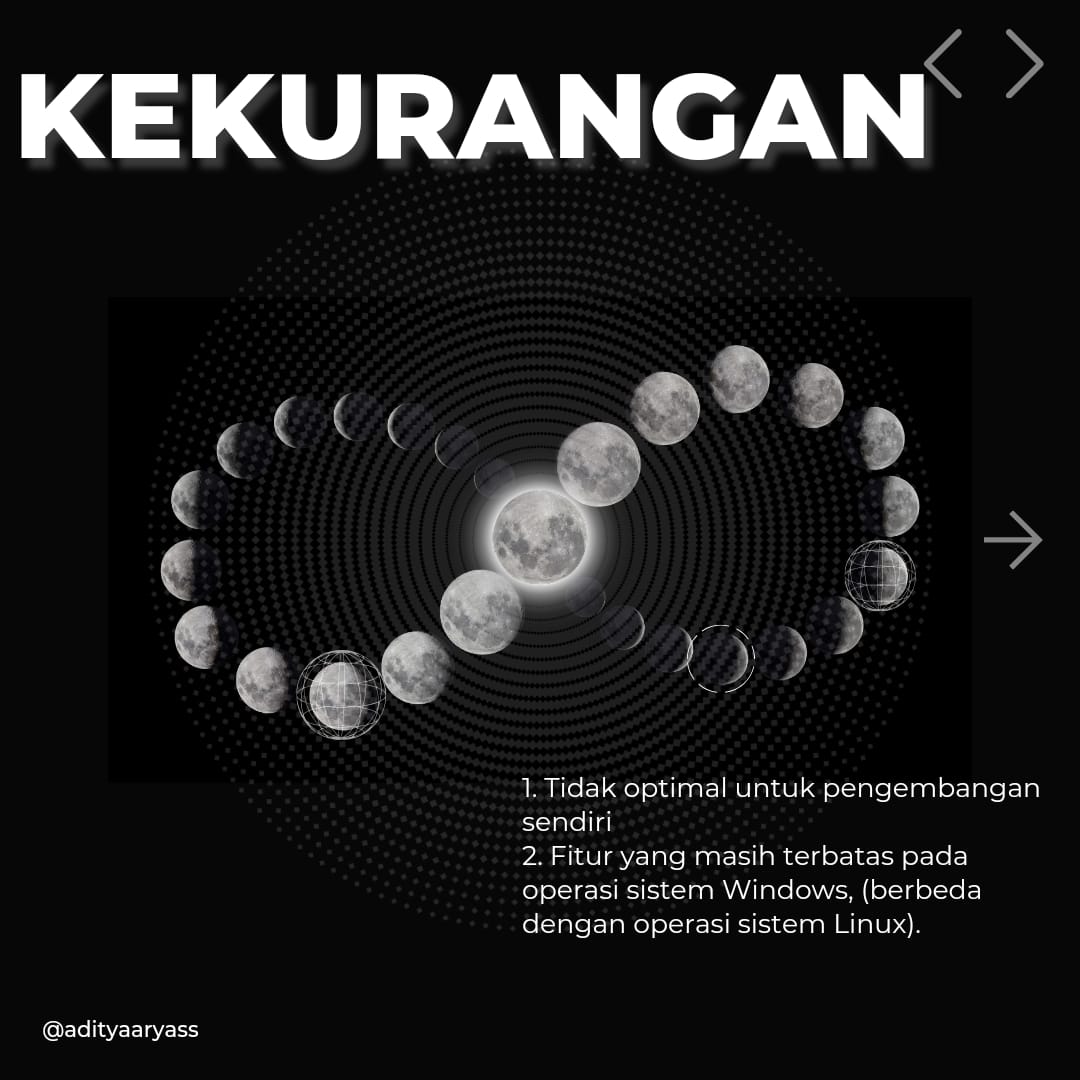 KEKURANGAN
1. Tidak optimal untuk pengembangan
sendiri
2. Fitur yang masih terbatas pada
operasi sistem Windows, (berbeda
dengan operasi sistem Linux).
@adityaaryass